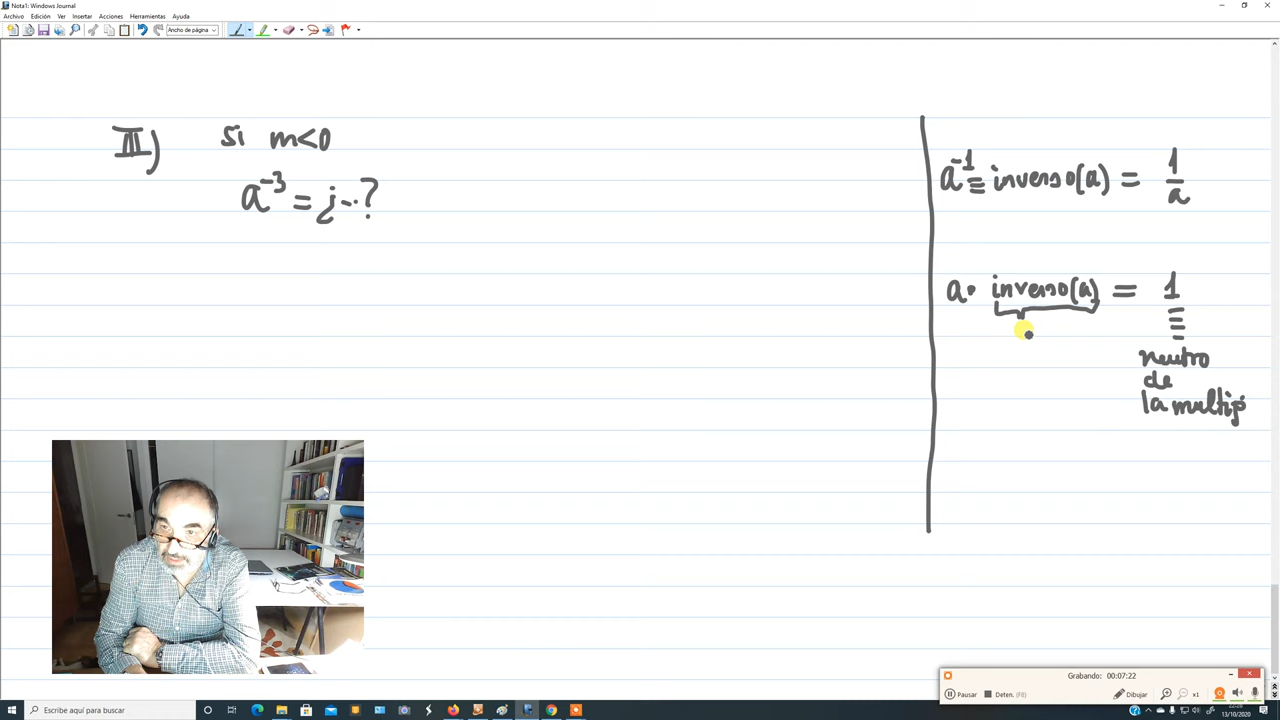 Nota1: Windows Journal
Archivo Edición Ver Insertar Acciones Herramientas Ayuda
Ancho de página
III) Si m<0
a⁻³ = ¿--?
a⁻¹ ≡ inverso(a) = 1/a
a • inverso(a) = 1
neutro
de
la multip
Grabando: 00:07:22
Pausar Deten. (F8) x1 Dibujar
Escribe aquí para buscar
13/10/2020